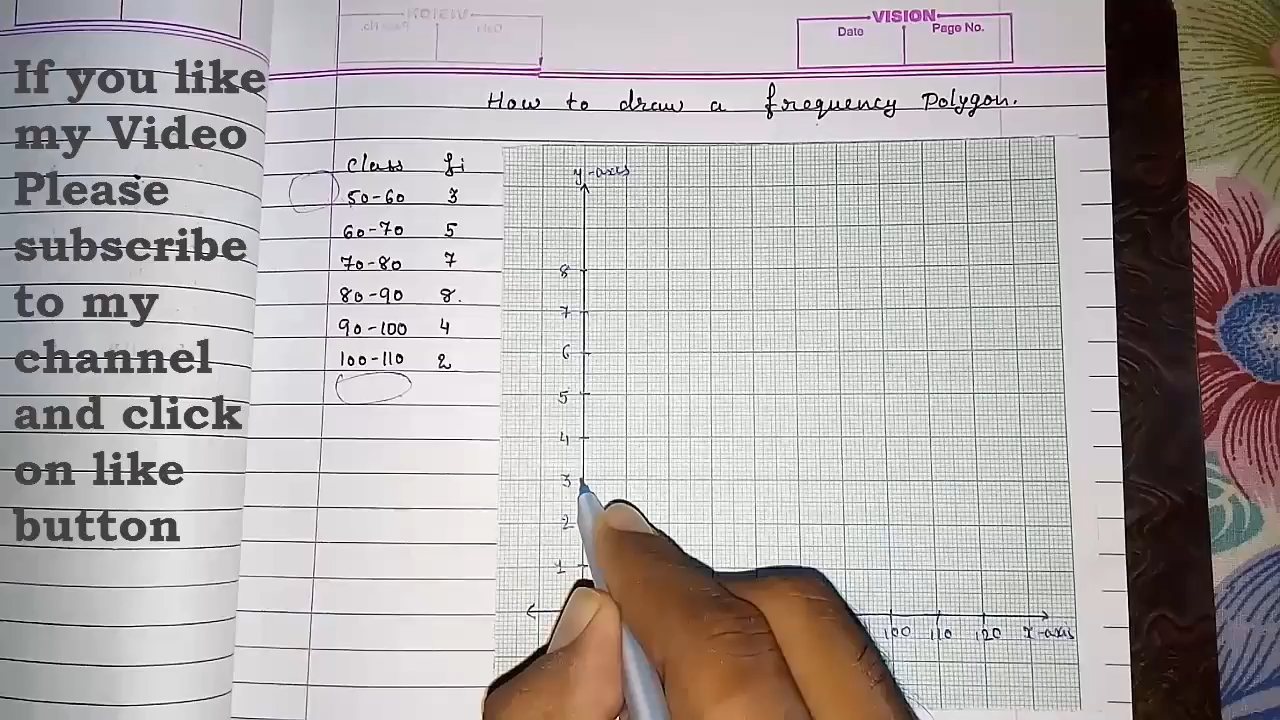 If you like
my Video
Please
subscribe
to my
channel
and click
on like
button
VISION
Date
Page No.
How to draw a frequency Polygon.
Class fi
50-60 3
60-70 5
70-80 7
80-90 8.
90-100 4
100-110 2
y-axis
8
7
6
5
4
3
2
1
100 110 120 X-axis